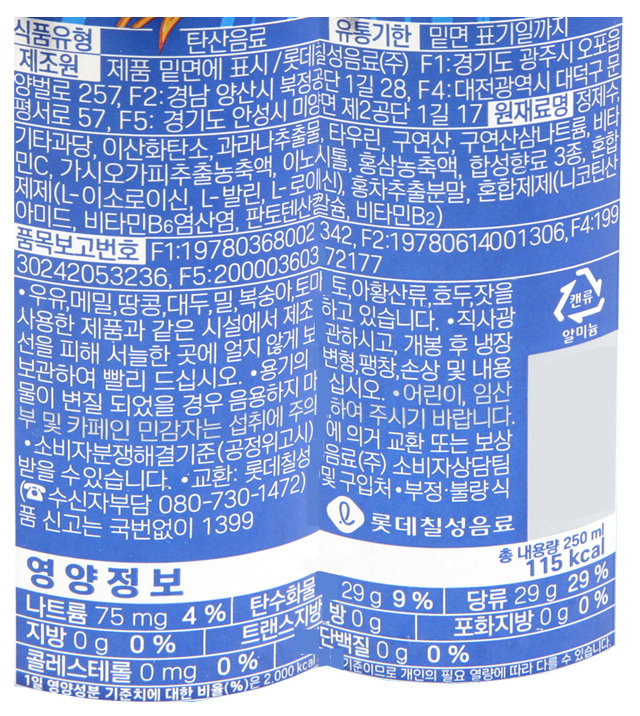 식품유형 탄산음료 유통기한 밑면 표기일까지
제조원 제품 밑면에 표시/롯데칠성음료(주) F1:경기도 광주시 오포읍
양벌로 257, F2:경남 양산시 북정공단 1길 28, F4:대전광역시 대덕구 문
평서로 57, F5: 경기도 안성시 미양면 제2공단 1길 17 원재료명 정제수,
기타과당, 이산화탄소, 과라나추출물, 타우린, 구연산, 구연산삼나트륨, 비타
민C, 가시오가피추출농축액, 이노시톨, 홍삼농축액, 합성향료 3종, 혼합
제제(L-이소로이신, L-발린, L-로이신), 홍차추출분말, 혼합제제(니코틴산
아미드, 비타민B6염산염, 판토텐산칼슘, 비타민B2)
품목보고번호 F1:19780368002342, F2:19780614001306, F4:199
30242053236, F5:20000360372177
•우유,메밀,땅콩,대두,밀,복숭아,토마토,아황산류,호두,잣을
사용한 제품과 같은 시설에서 제조하고 있습니다. •직사광
선을 피해 서늘한 곳에 얼지 않게 보관하시고, 개봉 후 냉장
보관하여 빨리 드십시오. •용기의 변형,팽창,손상 및 내용
물이 변질 되었을 경우 음용하지 마십시오. •어린이, 임산
부 및 카페인 민감자는 섭취에 주의하여 주시기 바랍니다.
•소비자분쟁해결기준(공정위고시)에 의거 교환 또는 보상
받을 수 있습니다. •교환: 롯데칠성음료(주) 소비자상담팀
(☎수신자부담 080-730-1472) 및 구입처 •부정·불량식
품 신고는 국번없이 1399
캔류
알미늄
롯데칠성음료
총 내용량 250 ml
115 kcal
영양정보
나트륨 75 mg 4 % 탄수화물 29 g 9 % 당류 29 g 29 %
지방 0 g 0 % 트랜스지방 0 g 포화지방 0 g 0 %
콜레스테롤 0 mg 0 % 단백질 0 g 0 %
1일 영양성분 기준치에 대한 비율(%)은 2,000 kcal 기준이므로 개인의 필요 열량에 따라 다를 수 있습니다.